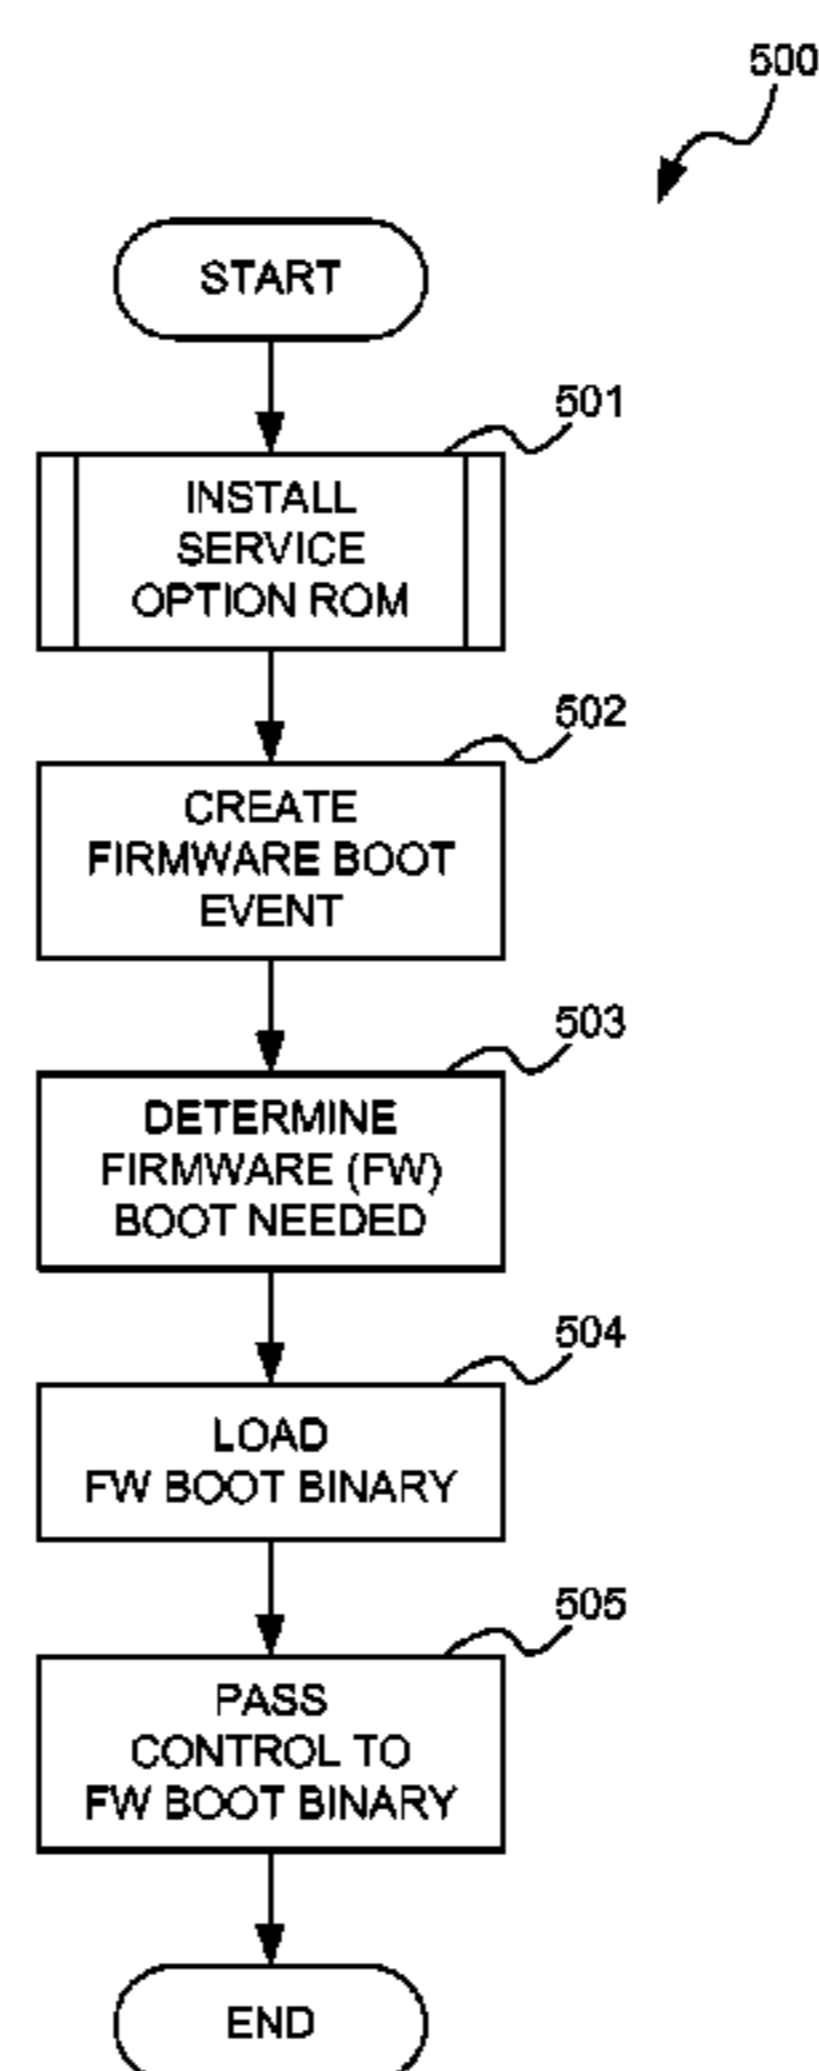 500
START
501
INSTALL
SERVICE
OPTION ROM
502
CREATE
FIRMWARE BOOT
EVENT
503
DETERMINE
FIRMWARE (FW)
BOOT NEEDED
504
LOAD
FW BOOT BINARY
505
PASS
CONTROL TO
FW BOOT BINARY
END